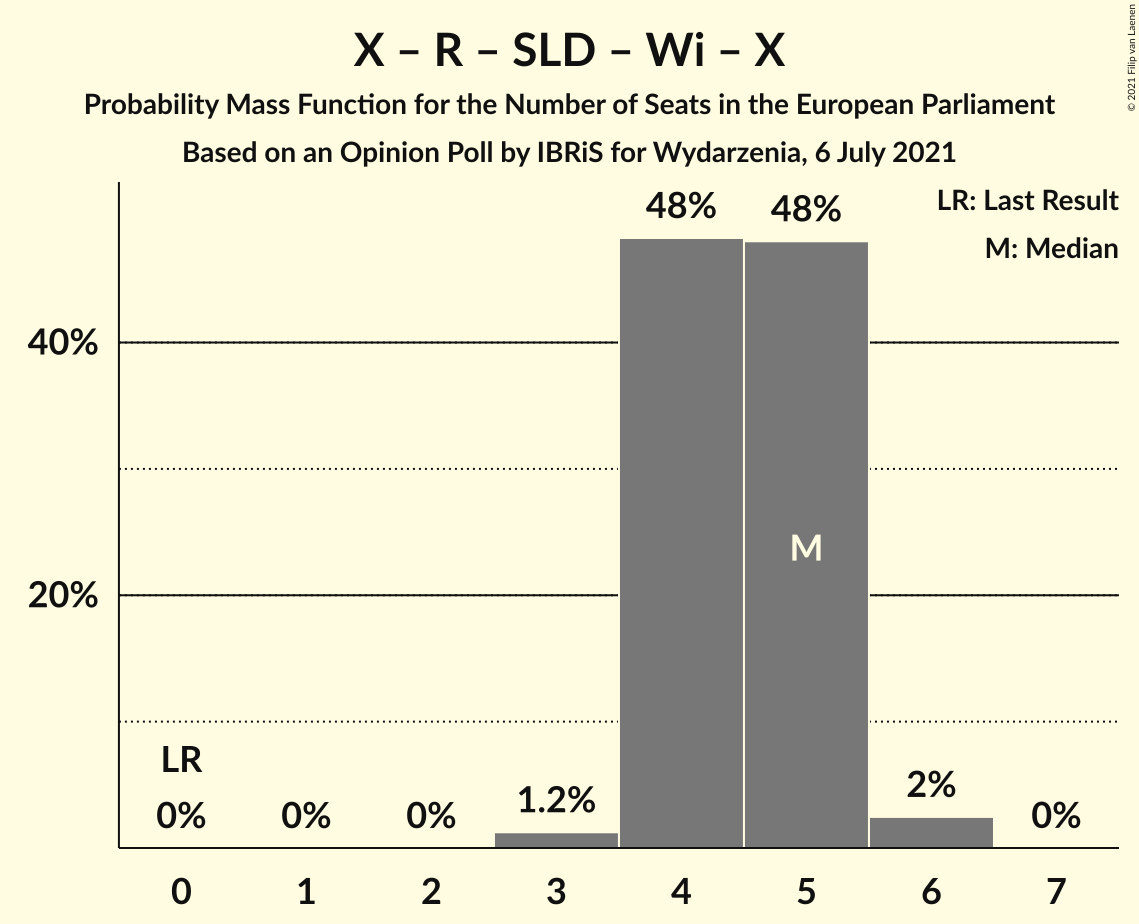 X – R – SLD – Wi – X
Probability Mass Function for the Number of Seats in the European Parliament
Based on an Opinion Poll by IBRiS for Wydarzenia, 6 July 2021
© 2021 Filip van Laenen
LR: Last Result
M: Median
48%
48%
40%
M
20%
LR
0%
0%
0%
1.2%
2%
0%
0
1
2
3
4
5
6
7